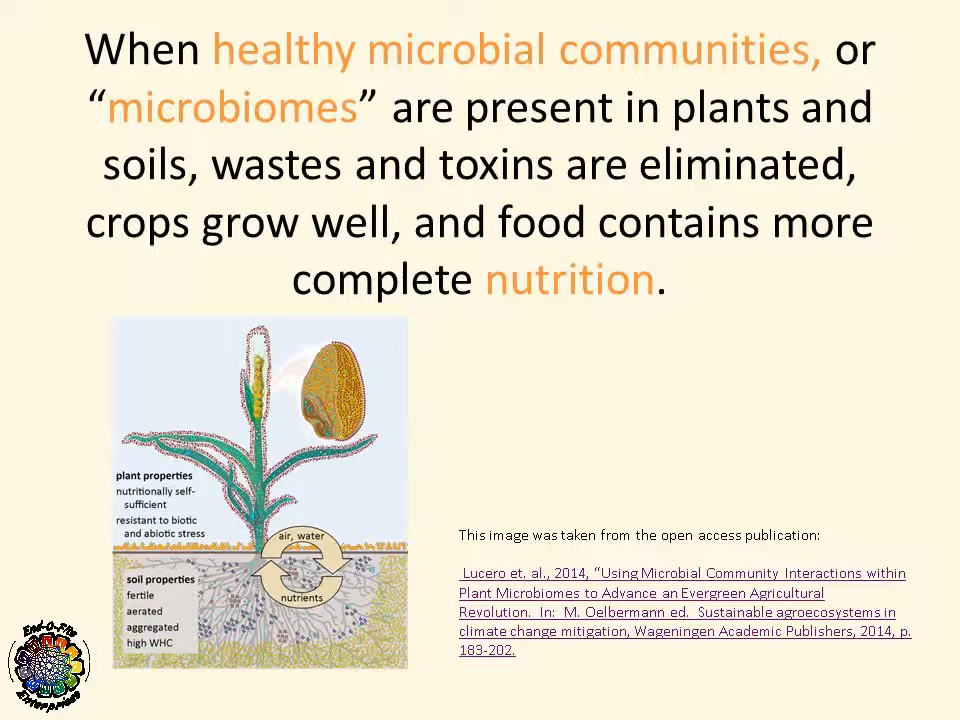 When healthy microbial communities, or
“microbiomes” are present in plants and
soils, wastes and toxins are eliminated,
crops grow well, and food contains more
complete nutrition.
plant properties
nutritionally self-
sufficient
resistant to biotic
and abiotic stress
air, water
nutrients
soil properties
fertile
aerated
aggregated
high WHC
This image was taken from the open access publication:
Lucero et. al., 2014, “Using Microbial Community Interactions within
Plant Microbiomes to Advance an Evergreen Agricultural
Revolution. In: M. Oelbermann ed. Sustainable agroecosystems in
climate change mitigation, Wageningen Academic Publishers, 2014, p.
183-202.
End-O-Fite
Enterprises